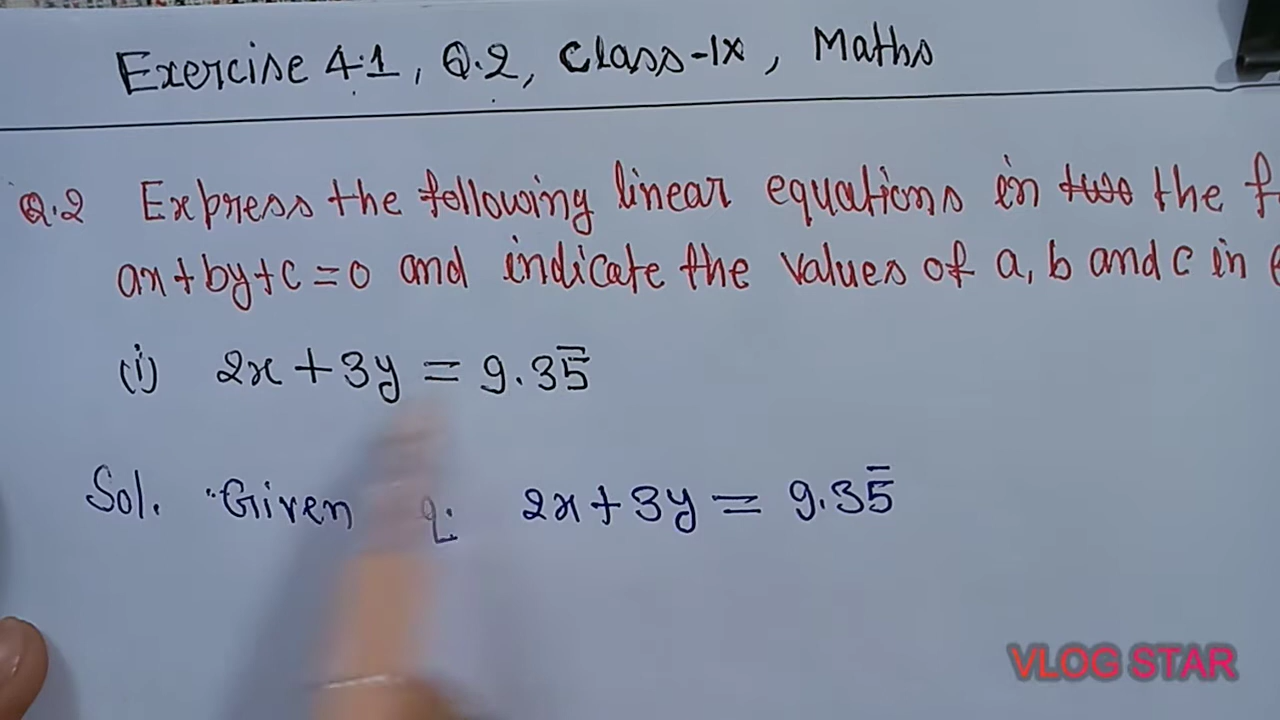 Exercise 4.1, Q.2, Class-IX, Maths
Q.2 Express the following linear equations in two the
ax+by+c=0 and indicate the values of a, b and c in
(i) 2x+3y=9.35̅
Sol. Given 2x+3y=9.35̅
VLOG STAR